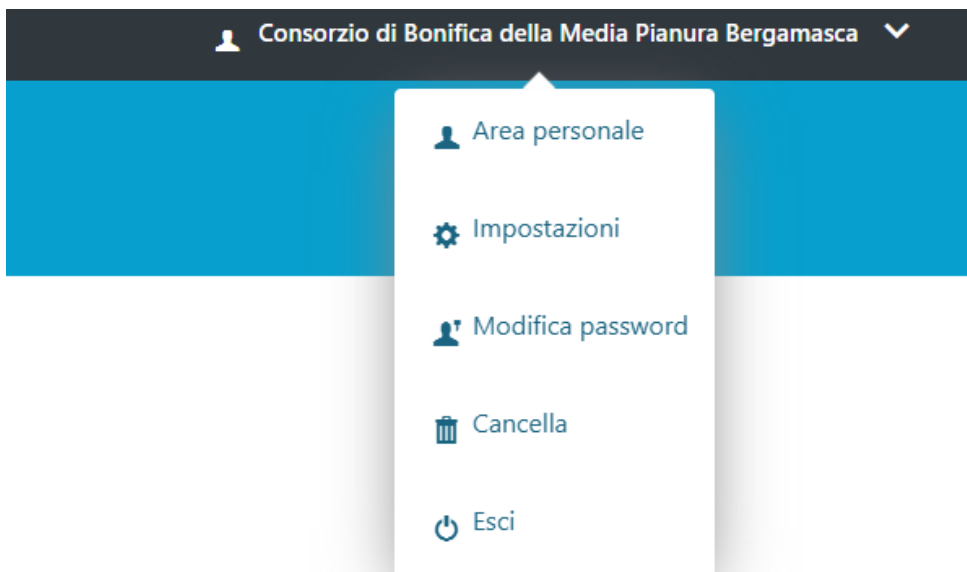 Consorzio di Bonifica della Media Pianura Bergamasca
Area personale
Impostazioni
Modifica password
Cancella
Esci